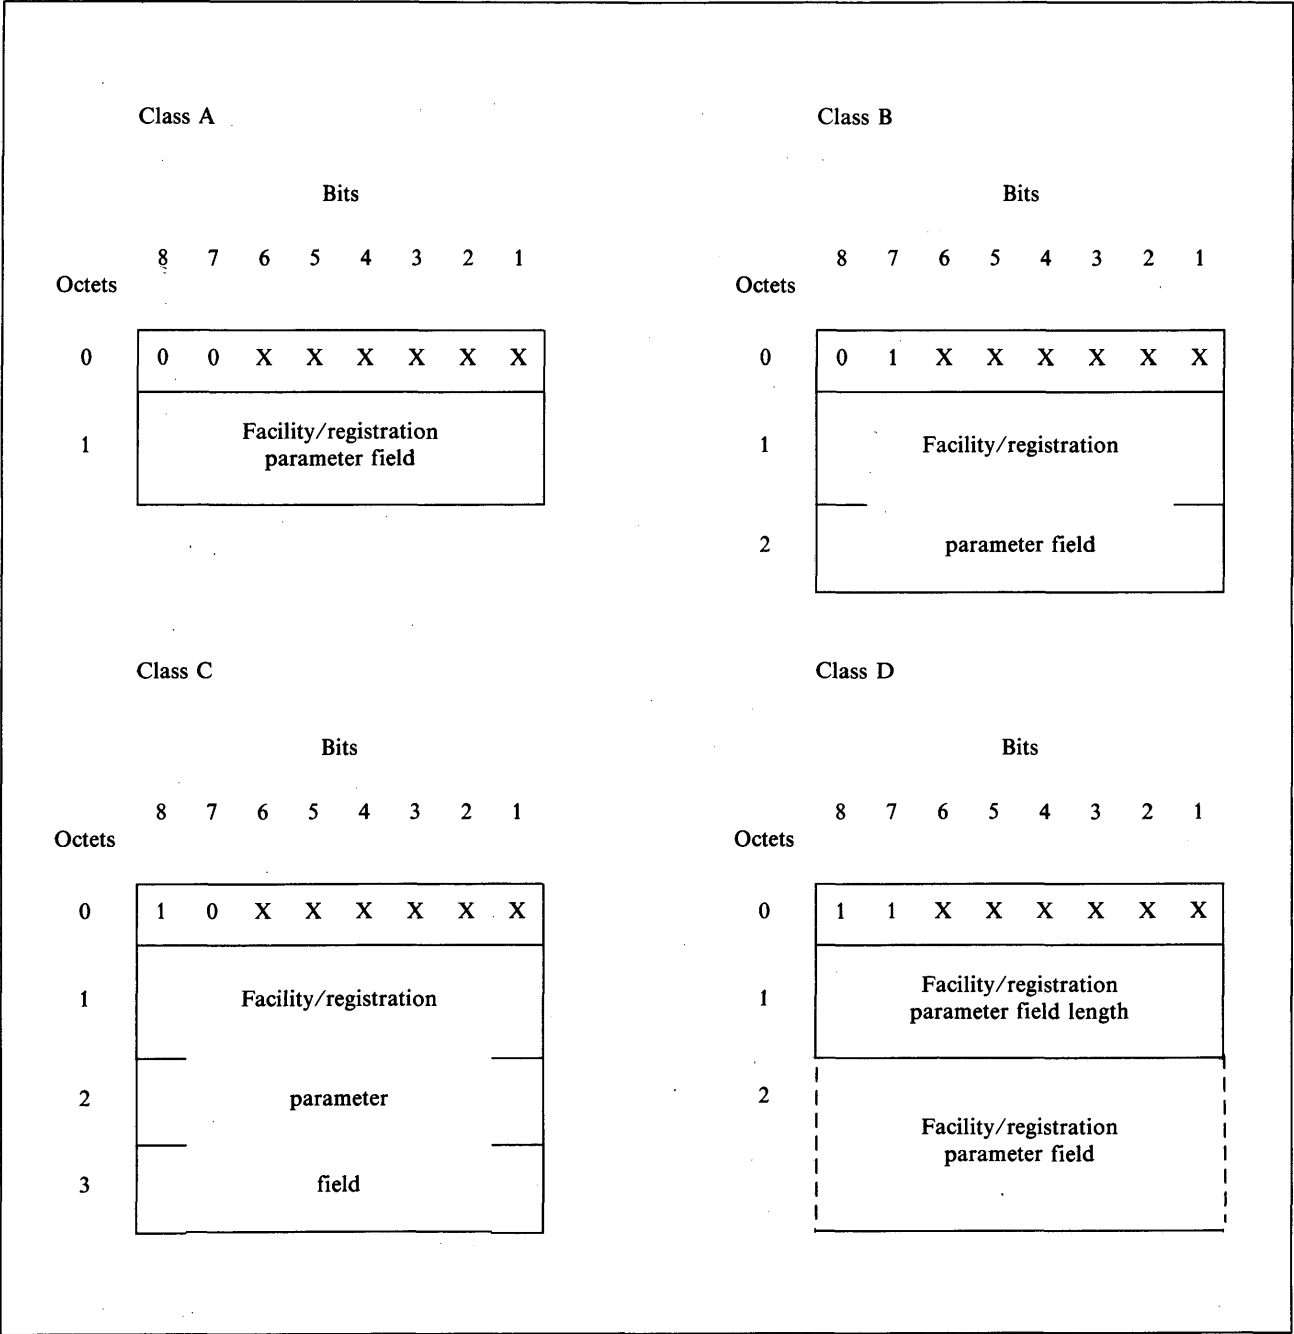 Class A
Bits
8 7 6 5 4 3 2 1
Octets
0 0 0 X X X X X X
1 Facility/registration
parameter field
Class B
Bits
8 7 6 5 4 3 2 1
Octets
0 0 1 X X X X X X
1 Facility/registration
2 parameter field
Class C
Bits
8 7 6 5 4 3 2 1
Octets
0 1 0 X X X X X X
1 Facility/registration
2 parameter
3 field
Class D
Bits
8 7 6 5 4 3 2 1
Octets
0 1 1 X X X X X X
1 Facility/registration
parameter field length
2
Facility/registration
parameter field